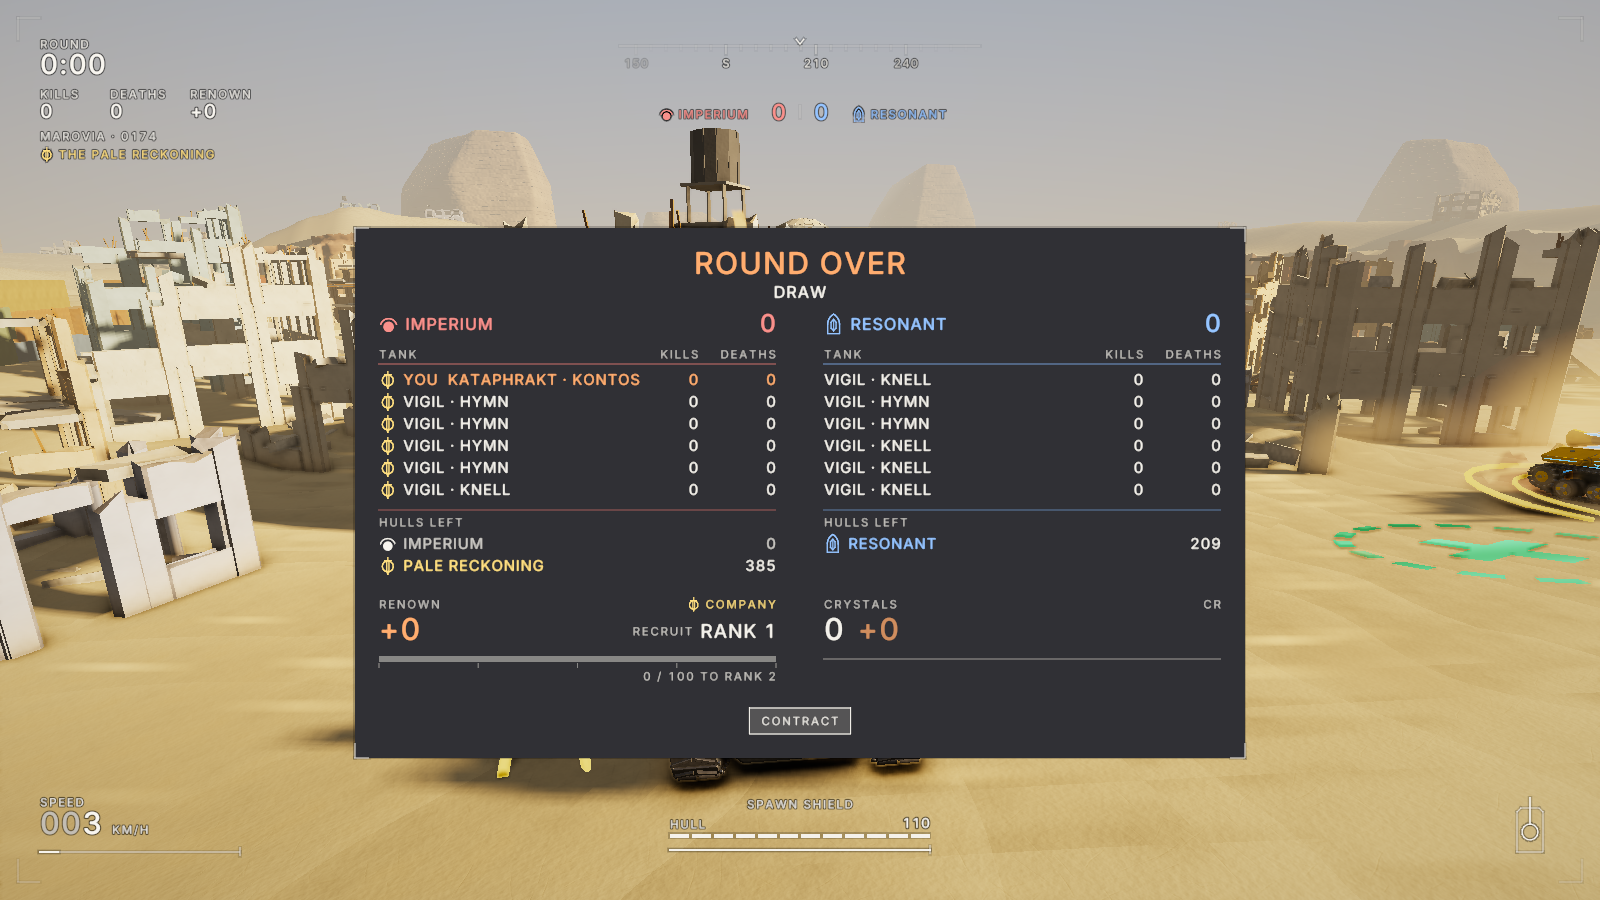 ROUND
0:00
KILLS DEATHS RENOWN
0 0 +0
MAROVIA · 0174
THE PALE RECKONING
150 S 210 240
IMPERIUM 0 0 RESONANT
ROUND OVER
DRAW
IMPERIUM 0
TANK KILLS DEATHS
YOU KATAPHRAKT · KONTOS 0 0
VIGIL · HYMN 0 0
VIGIL · HYMN 0 0
VIGIL · HYMN 0 0
VIGIL · HYMN 0 0
VIGIL · KNELL 0 0
HULLS LEFT
IMPERIUM 0
PALE RECKONING 385
RESONANT 0
TANK KILLS DEATHS
VIGIL · KNELL 0 0
VIGIL · HYMN 0 0
VIGIL · HYMN 0 0
VIGIL · KNELL 0 0
VIGIL · KNELL 0 0
VIGIL · KNELL 0 0
HULLS LEFT
RESONANT 209
RENOWN COMPANY
+0 RECRUIT RANK 1
0 / 100 TO RANK 2
CRYSTALS CR
0 +0
CONTRACT
SPEED
003 KM/H
SPAWN SHIELD
HULL 110